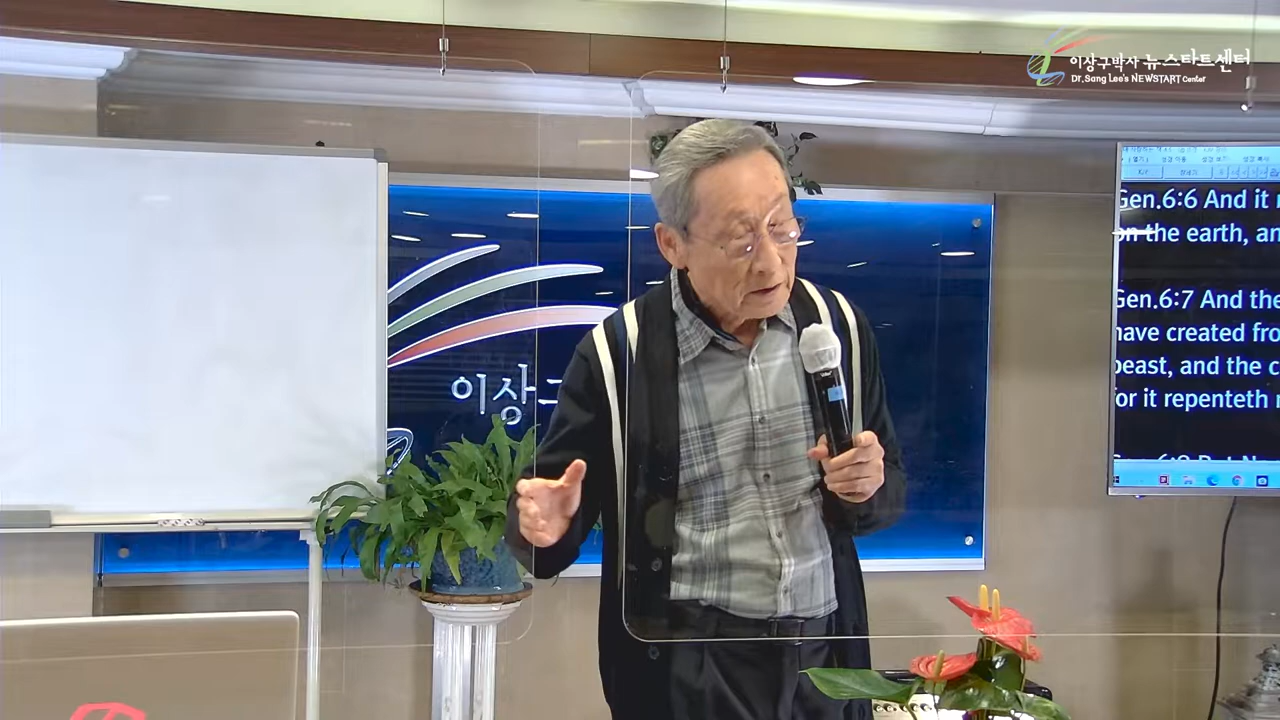 이상구박사 뉴스타트센터
Dr. Sang Lee's NEWSTART Center
이상구
Gen.6:6 And it
on the earth, an
Gen.6:7 And the
have created fro
beast, and the c
for it repenteth